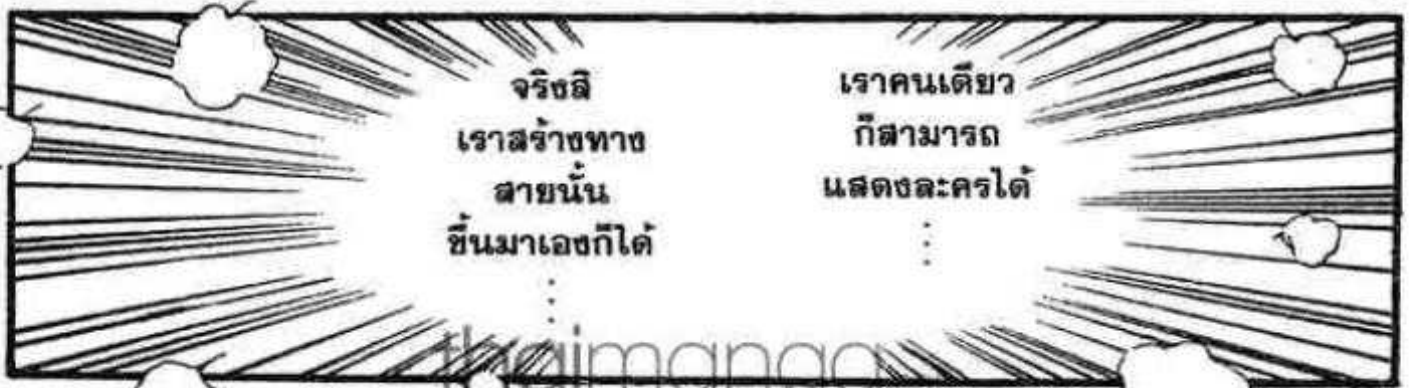 จริงสิ
เราสร้างทาง
สายนั้น
ขึ้นมาเองก็ได้
...
เราคนเดียว
ก็สามารถ
แสดงละครได้
...
thaimanga